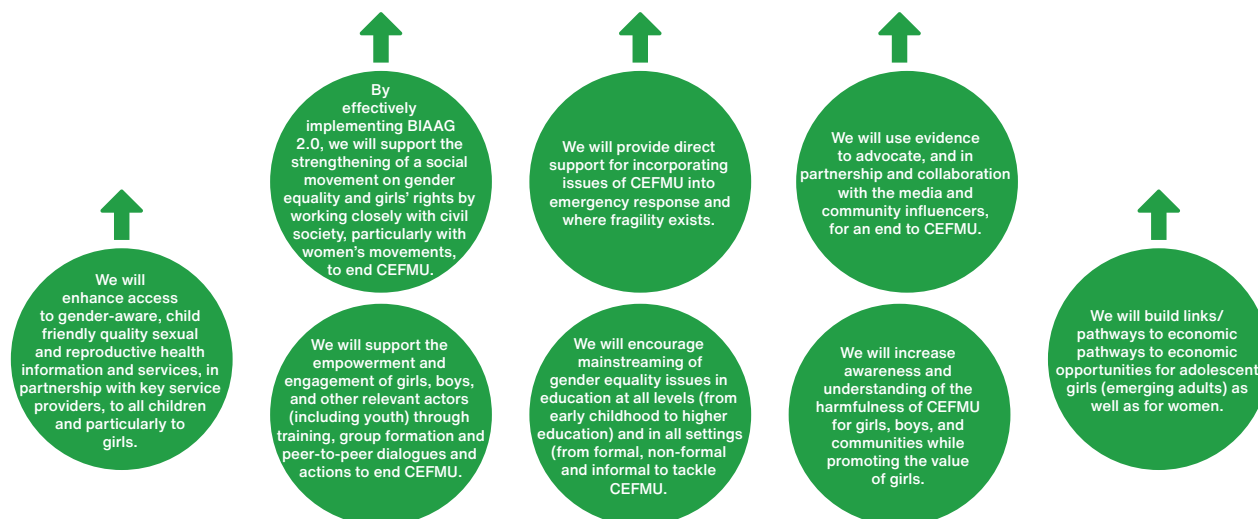 We will
enhance access
to gender-aware, child
friendly quality sexual
and reproductive health
information and services, in
partnership with key service
providers, to all children
and particularly to
girls.
By
effectively
implementing BIAAG
2.0, we will support the
strengthening of a social
movement on gender
equality and girls’ rights by
working closely with civil
society, particularly with
women’s movements,
to end CEFMU.
We will support the
empowerment and
engagement of girls, boys,
and other relevant actors
(including youth) through
training, group formation and
peer-to-peer dialogues and
actions to end CEFMU.
We will provide direct
support for incorporating
issues of CEFMU into
emergency response and
where fragility exists.
We will encourage
mainstreaming of
gender equality issues in
education at all levels (from
early childhood to higher
education) and in all settings
(from formal, non-formal
and informal to tackle
CEFMU.
We will use evidence
to advocate, and in
partnership and collaboration
with the media and
community influencers,
for an end to CEFMU.
We will increase
awareness and
understanding of the
harmfulness of CEFMU
for girls, boys, and
communities while
promoting the value
of girls.
We will build links/
pathways to economic
pathways to economic
opportunities for adolescent
girls (emerging adults) as
well as for women.